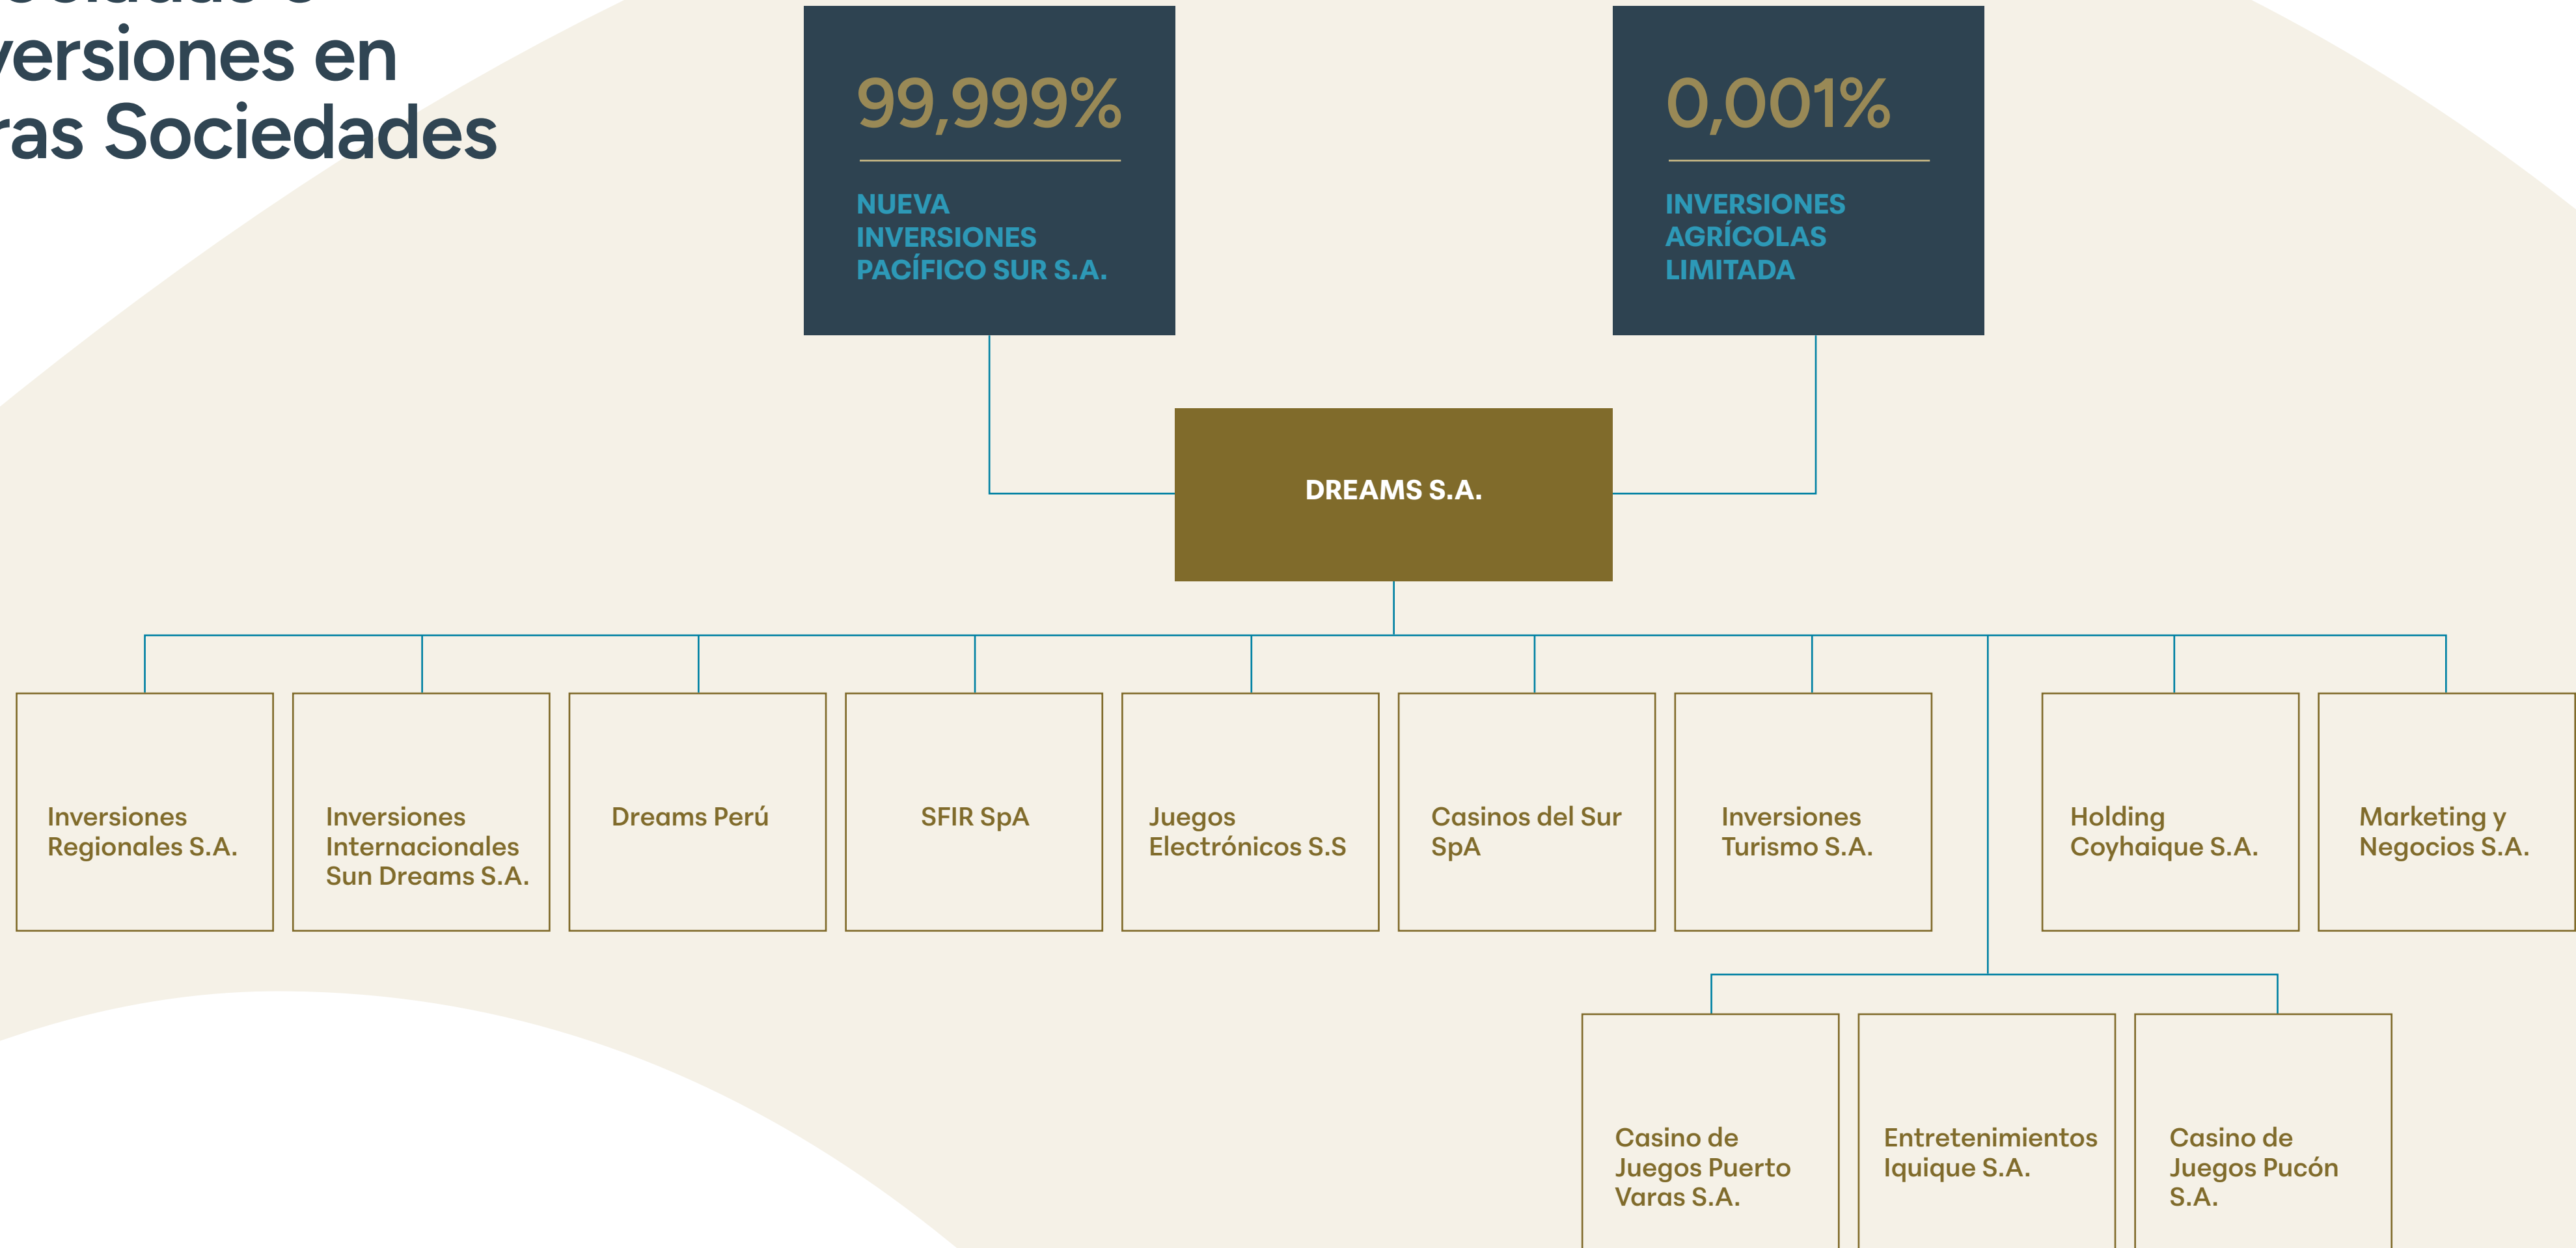 versiones en
ras Sociedades
99,999%
NUEVA
INVERSIONES
PACÍFICO SUR S.A.
0,001%
INVERSIONES
AGRÍCOLAS
LIMITADA
DREAMS S.A.
Inversiones
Regionales S.A.
Inversiones
Internacionales
Sun Dreams S.A.
Dreams Perú
SFIR SpA
Juegos
Electrónicos S.S
Casinos del Sur
SpA
Inversiones
Turismo S.A.
Holding
Coyhaique S.A.
Marketing y
Negocios S.A.
Casino de
Juegos Puerto
Varas S.A.
Entretenimientos
Iquique S.A.
Casino de
Juegos Pucón
S.A.